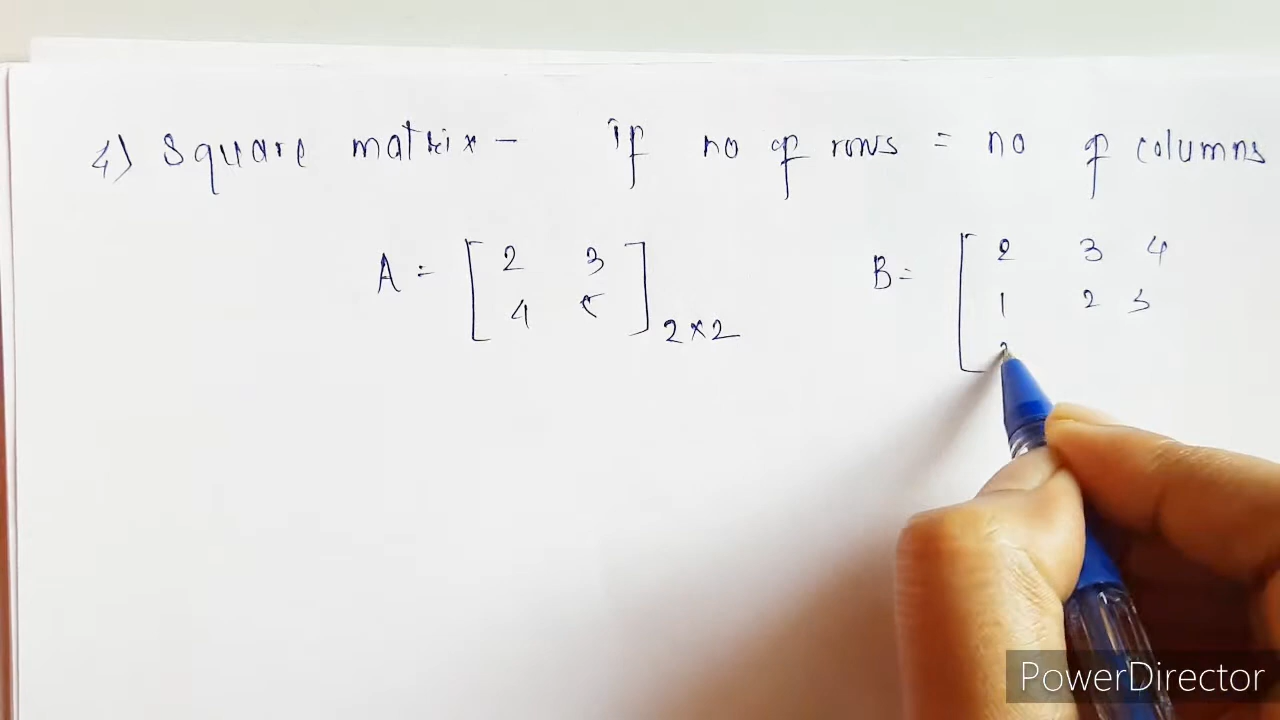 4) Square matrix - if no of rows = no of columns
A = [ 2 3
4 5 ] 2×2
B = [ 2 3 4
1 2 3
PowerDirector